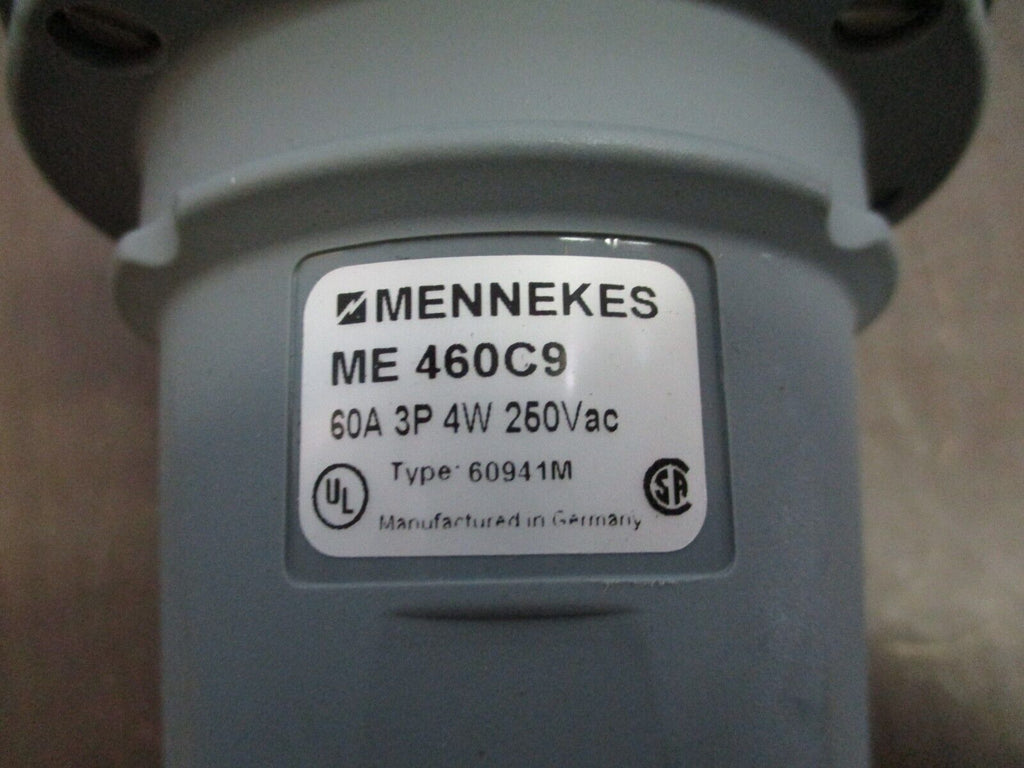 MENNEKES
ME 460C9
60A 3P 4W 250Vac
Type 60941M
UL
SA
Manufactured in Germany